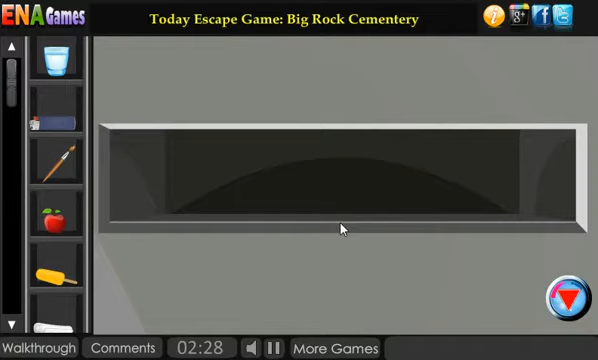 ENA Games
Today Escape Game: Big Rock Cementery
i
g+
f
Walkthrough
Comments
02:28
More Games